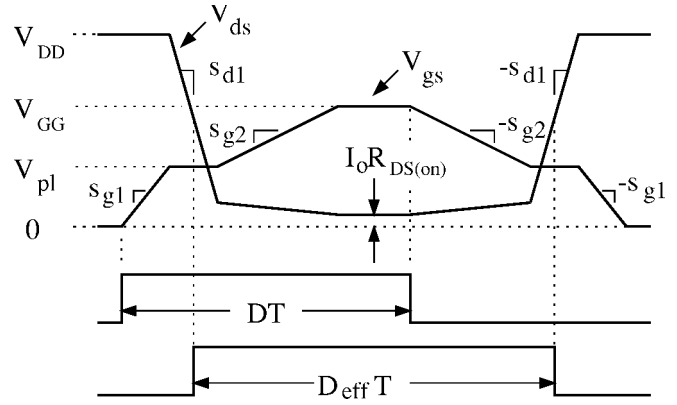 V_DD
V_ds
s_d1
-s_d1
V_gs
V_GG
s_g2
-s_g2
I_oR_DS(on)
V_pl
s_g1
-s_g1
0
DT
D_eff T